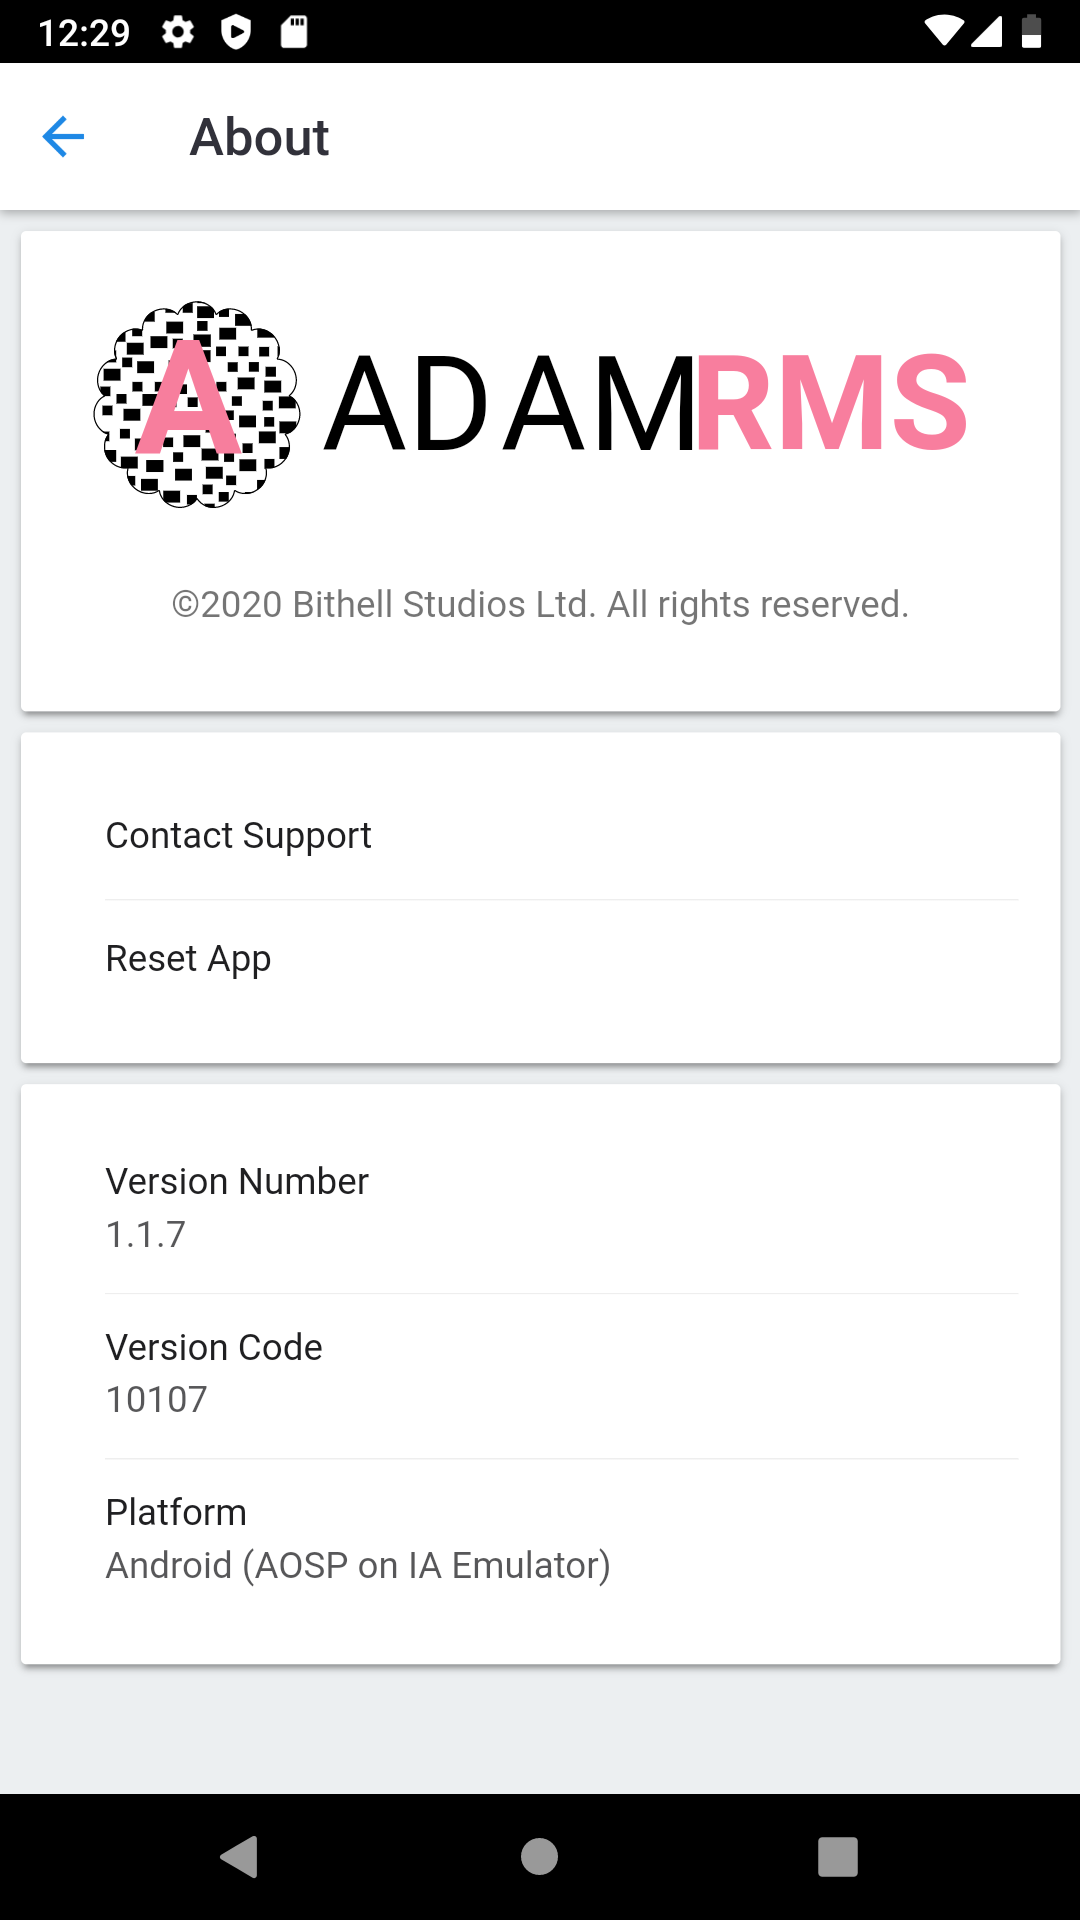 12:29
About
A ADAMRMS
©2020 Bithell Studios Ltd. All rights reserved.
Contact Support
Reset App
Version Number
1.1.7
Version Code
10107
Platform
Android (AOSP on IA Emulator)